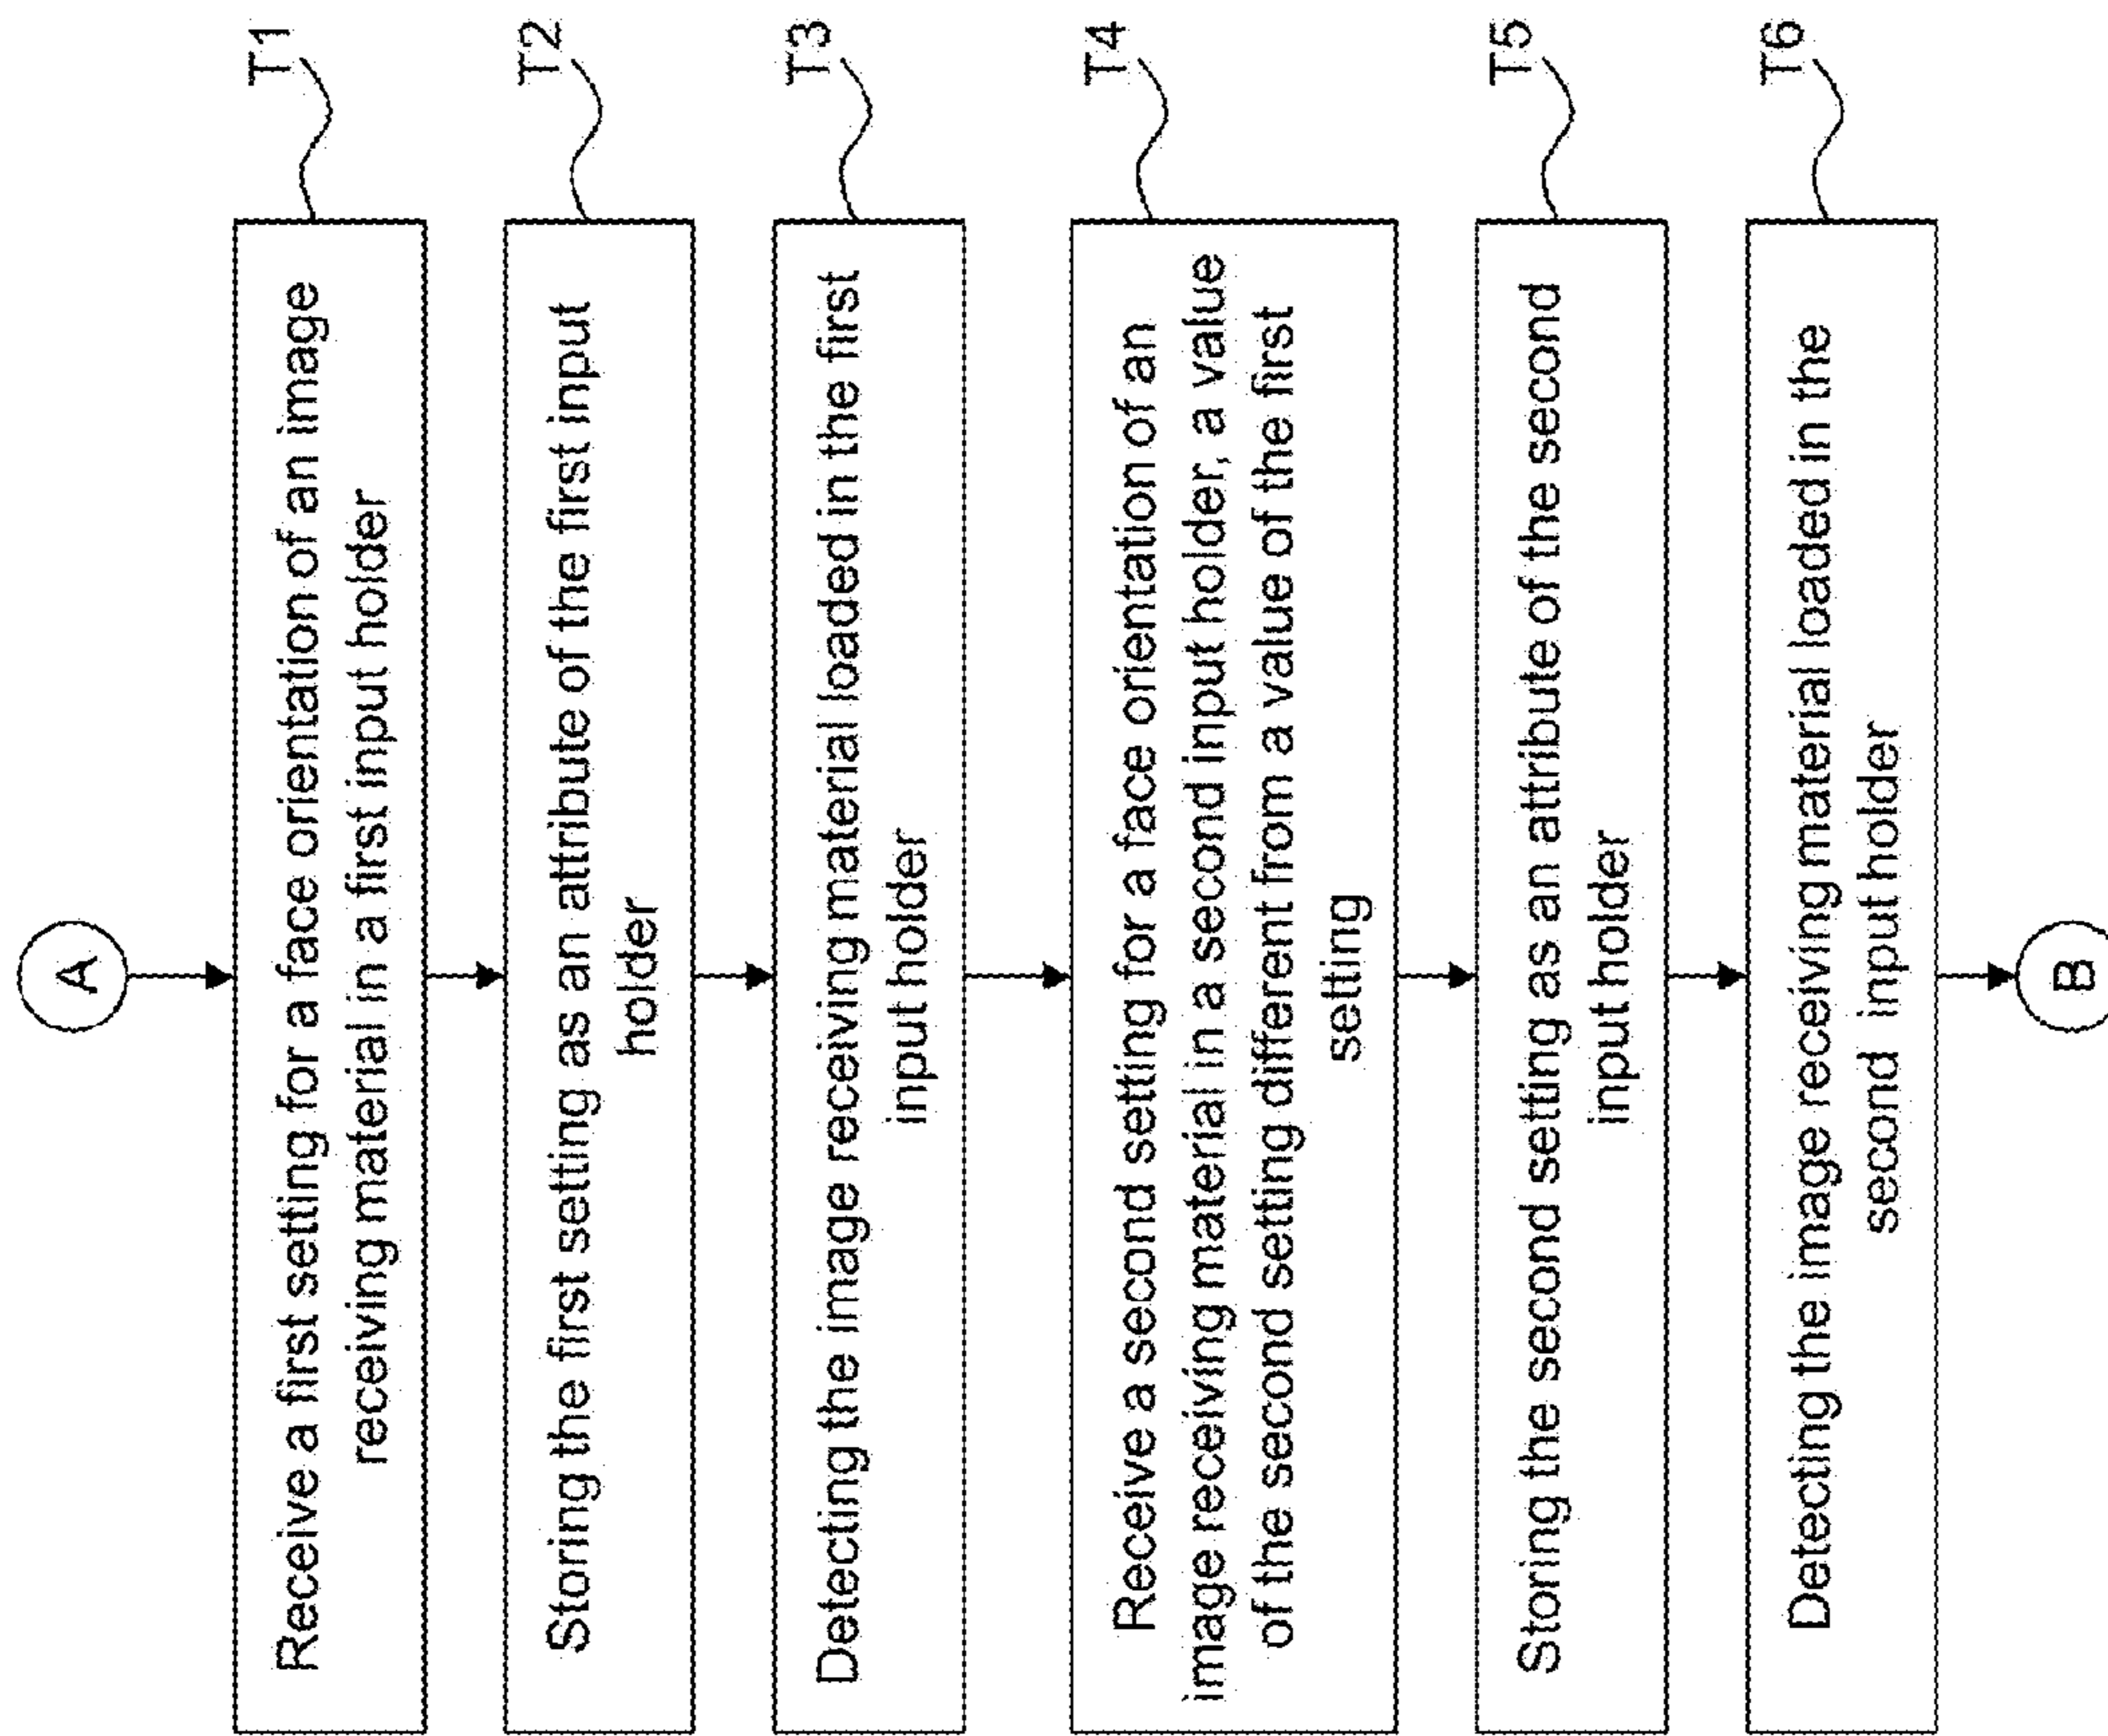 A
Receive a first setting for a face orientation of an image
receiving material in a first input holder
T1
Storing the first setting as an attribute of the first input
holder
T2
Detecting the image receiving material loaded in the first
input holder
T3
Receive a second setting for a face orientation of an
image receiving material in a second input holder, a value
of the second setting different from a value of the first
setting
T4
Storing the second setting as an attribute of the second
input holder
T5
Detecting the image receiving material loaded in the
second input holder
T6
B